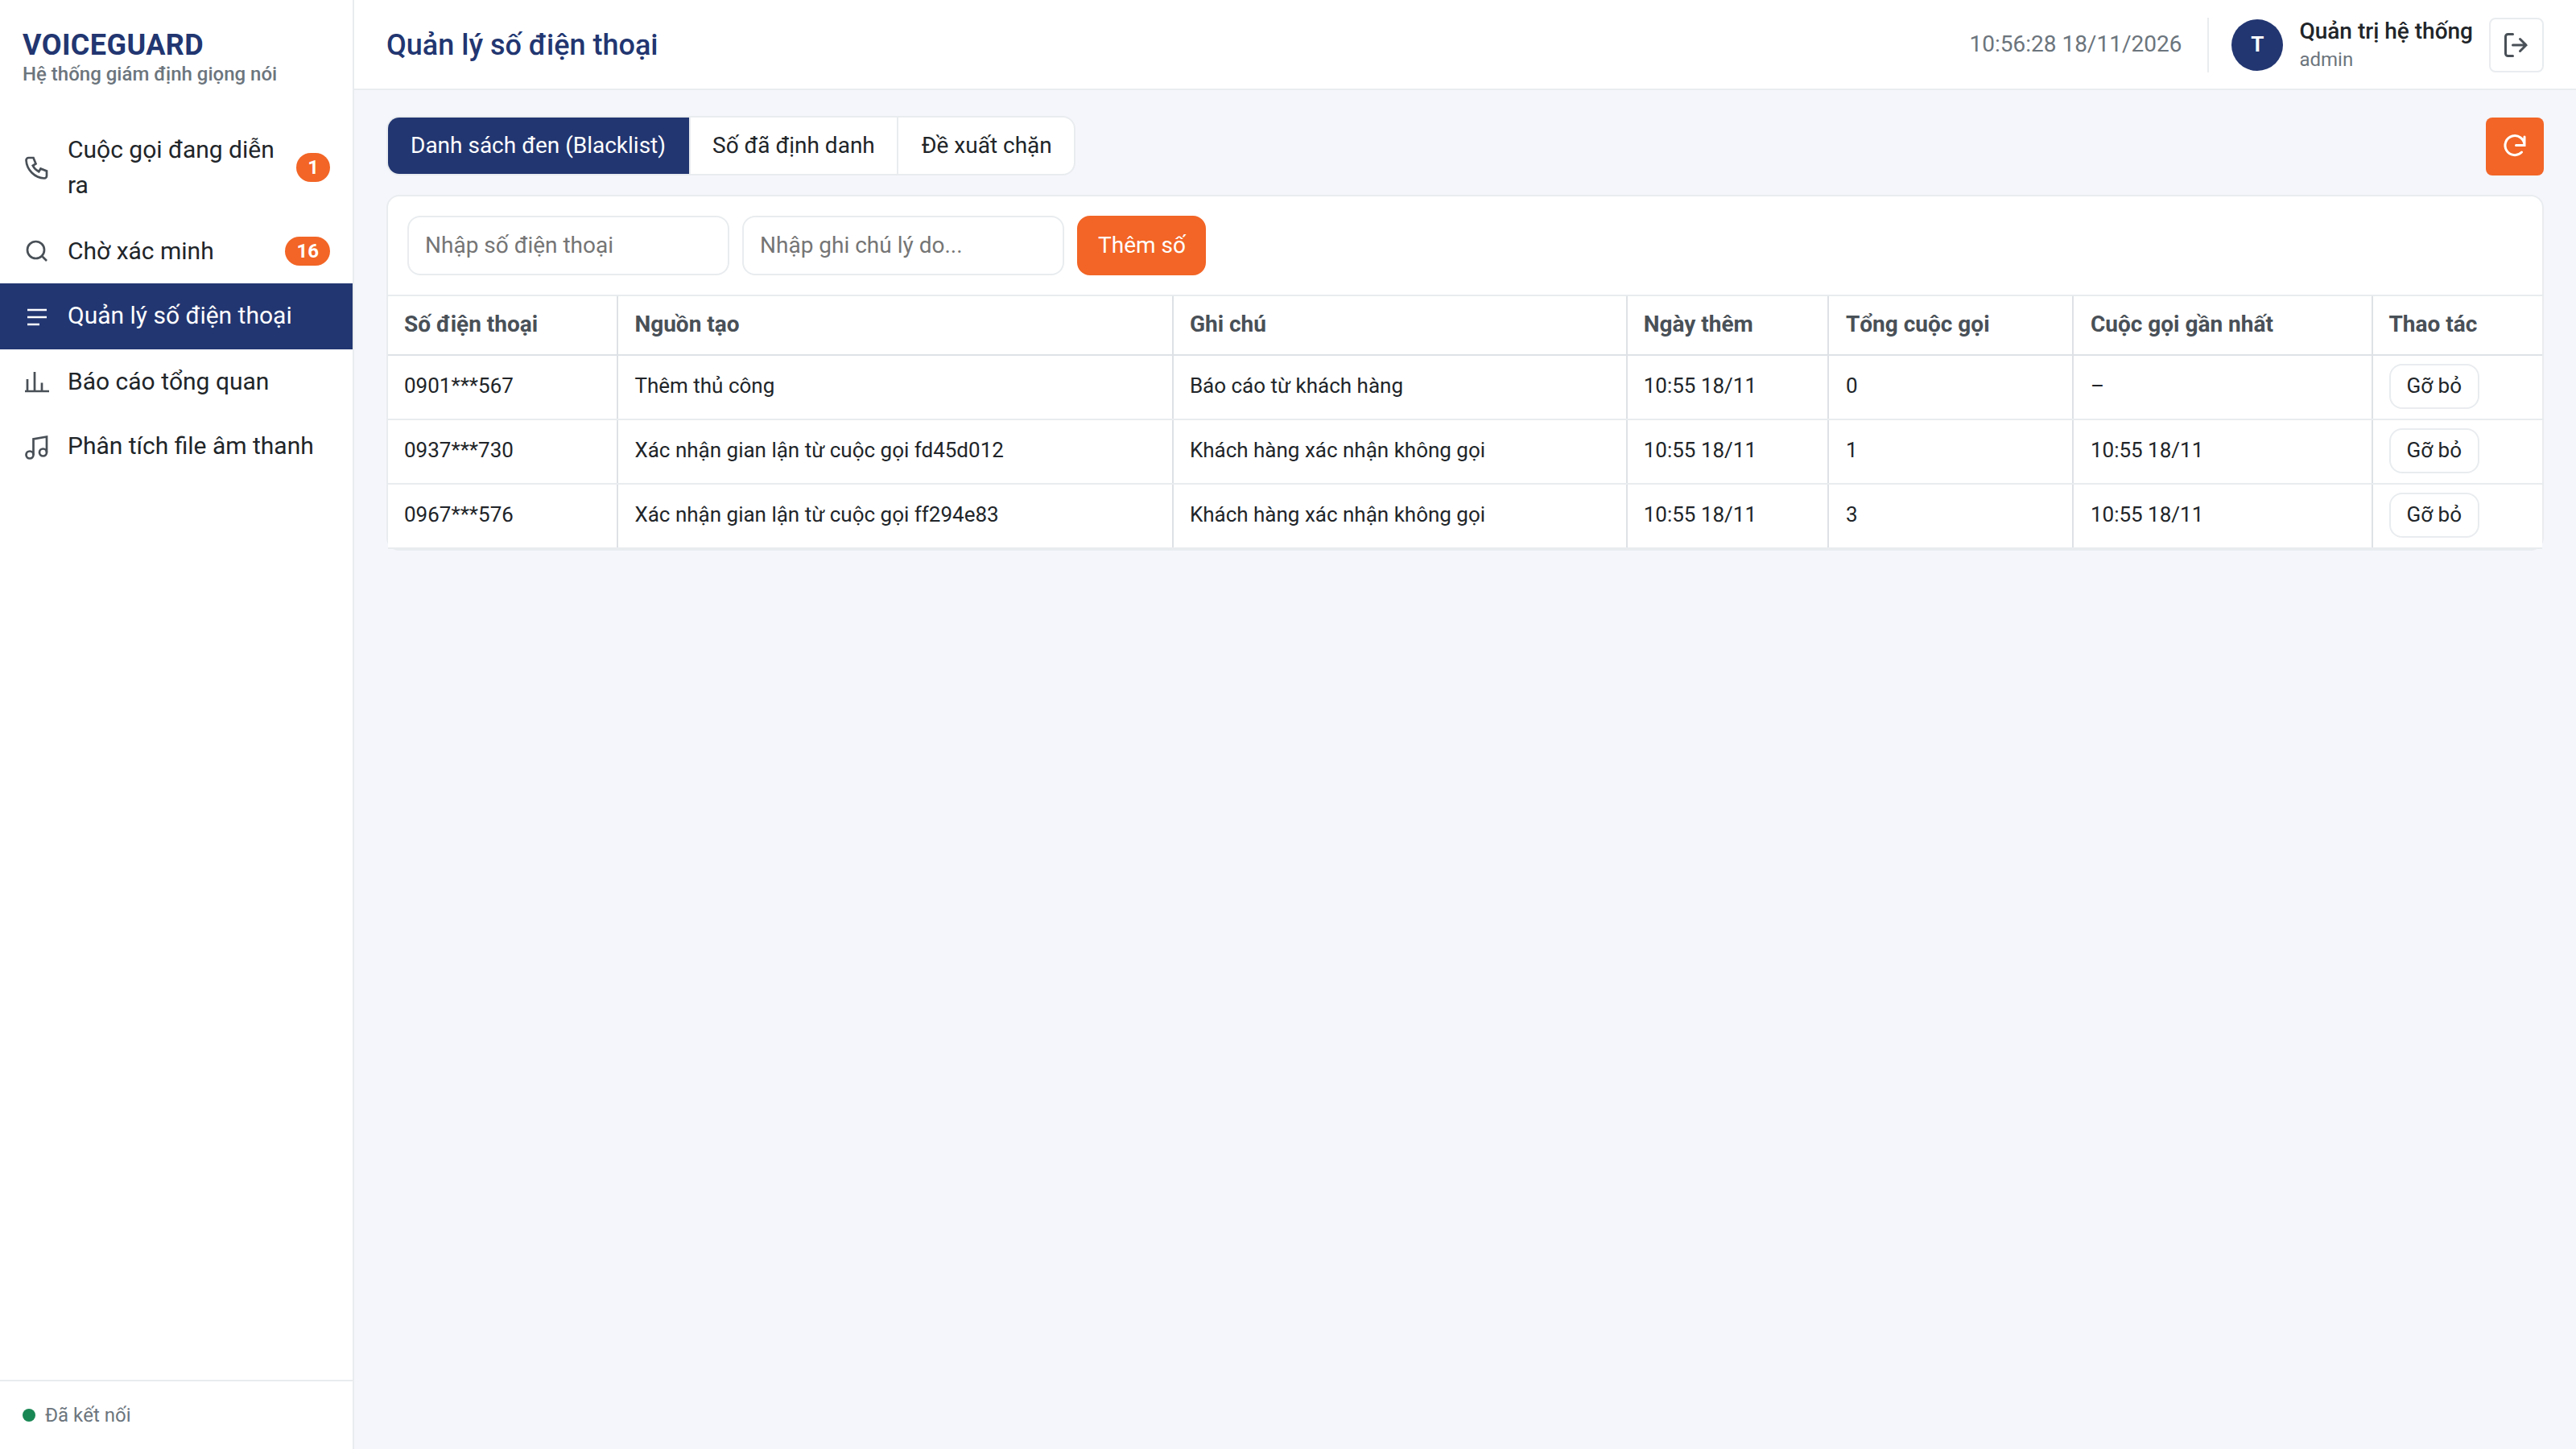 VOICEGUARD
Hệ thống giám định giọng nói
Cuộc gọi đang diễn
ra
1
Chờ xác minh
16
Quản lý số điện thoại
Báo cáo tổng quan
Phân tích file âm thanh
Đã kết nối
Quản lý số điện thoại
10:56:28 18/11/2026
T
Quản trị hệ thống
admin
Danh sách đen (Blacklist) Số đã định danh Đề xuất chặn
Nhập số điện thoại Nhập ghi chú lý do... Thêm số
Số điện thoại Nguồn tạo Ghi chú Ngày thêm Tổng cuộc gọi Cuộc gọi gần nhất Thao tác
0901***567 Thêm thủ công Báo cáo từ khách hàng 10:55 18/11 0 – Gỡ bỏ
0937***730 Xác nhận gian lận từ cuộc gọi fd45d012 Khách hàng xác nhận không gọi 10:55 18/11 1 10:55 18/11 Gỡ bỏ
0967***576 Xác nhận gian lận từ cuộc gọi ff294e83 Khách hàng xác nhận không gọi 10:55 18/11 3 10:55 18/11 Gỡ bỏ